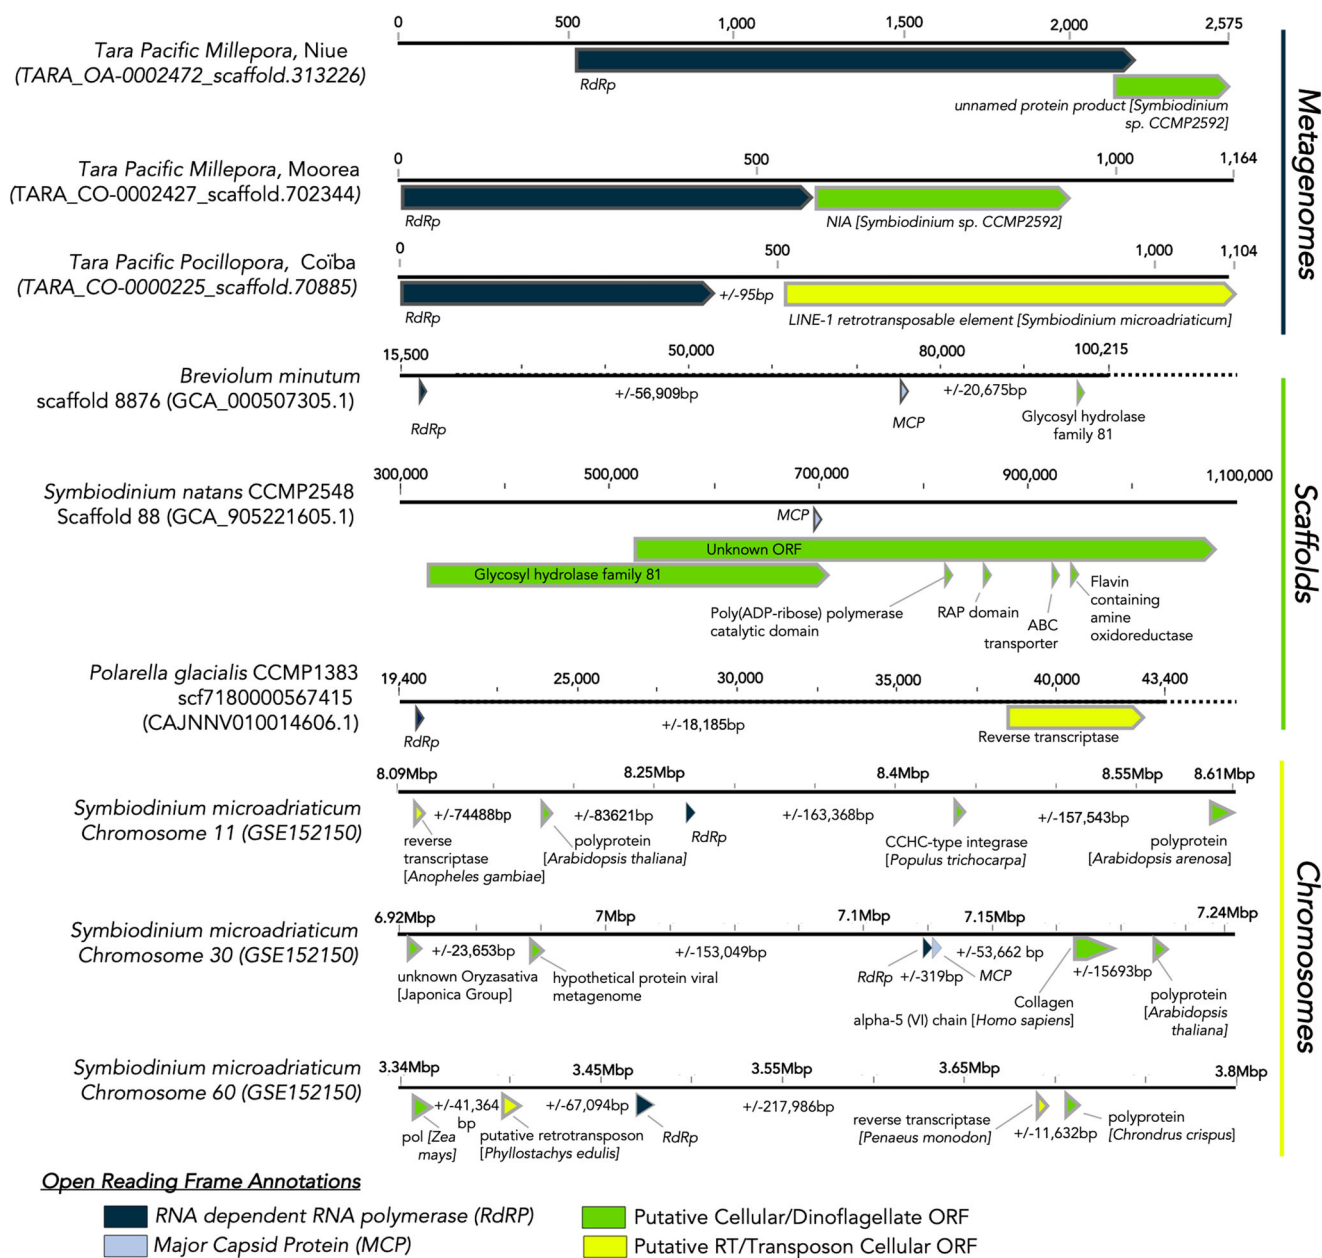 0 500 1,000 1,500 2,000 2,575
Tara Pacific Millepora, Niue
(TARA_OA-0002472_scaffold.313226)
RdRp
unnamed protein product [Symbiodinium
sp. CCMP2592]
0 500 1,000 1,164
Tara Pacific Millepora, Moorea
(TARA_CO-0002427_scaffold.702344)
RdRp
NIA [Symbiodinium sp. CCMP2592]
0 500 1,000 1,104
Tara Pacific Pocillopora, Coïba
(TARA_CO-0000225_scaffold.70885)
+/-95bp
RdRp
LINE-1 retrotransposable element [Symbiodinium microadriaticum]
Metagenomes
15,500 50,000 80,000 100,215
Breviolum minutum
scaffold 8876 (GCA_000507305.1)
+/-56,909bp
+/-20,675bp
RdRp
MCP
Glycosyl hydrolase
family 81
300,000 500,000 700,000 900,000 1,100,000
Symbiodinium natans CCMP2548
Scaffold 88 (GCA_905221605.1)
MCP
Unknown ORF
Glycosyl hydrolase family 81
Poly(ADP-ribose) polymerase
catalytic domain
RAP domain
ABC
transporter
Flavin
containing
amine
oxidoreductase
Scaffolds
19,400 25,000 30,000 35,000 40,000 43,400
Polarella glacialis CCMP1383
scf7180000567415
(CAJNNV010014606.1)
RdRp
+/-18,185bp
Reverse transcriptase
8.09Mbp 8.25Mbp 8.4Mbp 8.55Mbp 8.61Mbp
Symbiodinium microadriaticum
Chromosome 11 (GSE152150)
+/-74488bp
+/-83621bp
RdRp
+/-163,368bp
+/-157,543bp
reverse
transcriptase
[Anopheles gambiae]
polyprotein
[Arabidopsis thaliana]
CCHC-type integrase
[Populus trichocarpa]
polyprotein
[Arabidopsis arenosa]
6.92Mbp 7Mbp 7.1Mbp 7.15Mbp 7.24Mbp
Symbiodinium microadriaticum
Chromosome 30 (GSE152150)
+/-23,653bp
+/-153,049bp
+/-53,662 bp
unknown Oryzasativa
[Japonica Group]
hypothetical protein viral
metagenome
RdRp +/-319bp MCP
+/-15693bp
Collagen
alpha-5 (VI) chain [Homo sapiens]
polyprotein
[Arabidopsis
thaliana]
Chromosomes
3.34Mbp 3.45Mbp 3.55Mbp 3.65Mbp 3.8Mbp
Symbiodinium microadriaticum
Chromosome 60 (GSE152150)
+/-41,364
bp
+/-67,094bp
+/-217,986bp
pol [Zea
mays]
putative retrotransposon
[Phyllostachys edulis]
RdRp
reverse transcriptase
[Penaeus monodon]
+/-11,632bp
polyprotein
[Chrondrus crispus]
Open Reading Frame Annotations
RNA dependent RNA polymerase (RdRP)
Major Capsid Protein (MCP)
Putative Cellular/Dinoflagellate ORF
Putative RT/Transposon Cellular ORF